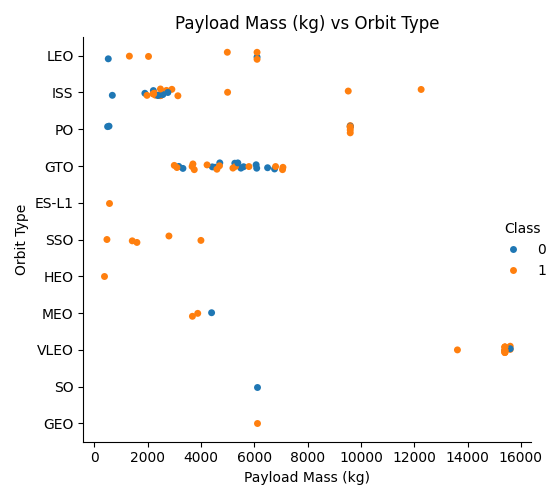 Payload Mass (kg) vs Orbit Type
Orbit Type
LEO
ISS
PO
GTO
ES-L1
SSO
HEO
MEO
VLEO
SO
GEO
0 2000 4000 6000 8000 10000 12000 14000 16000
Payload Mass (kg)
Class
0
1